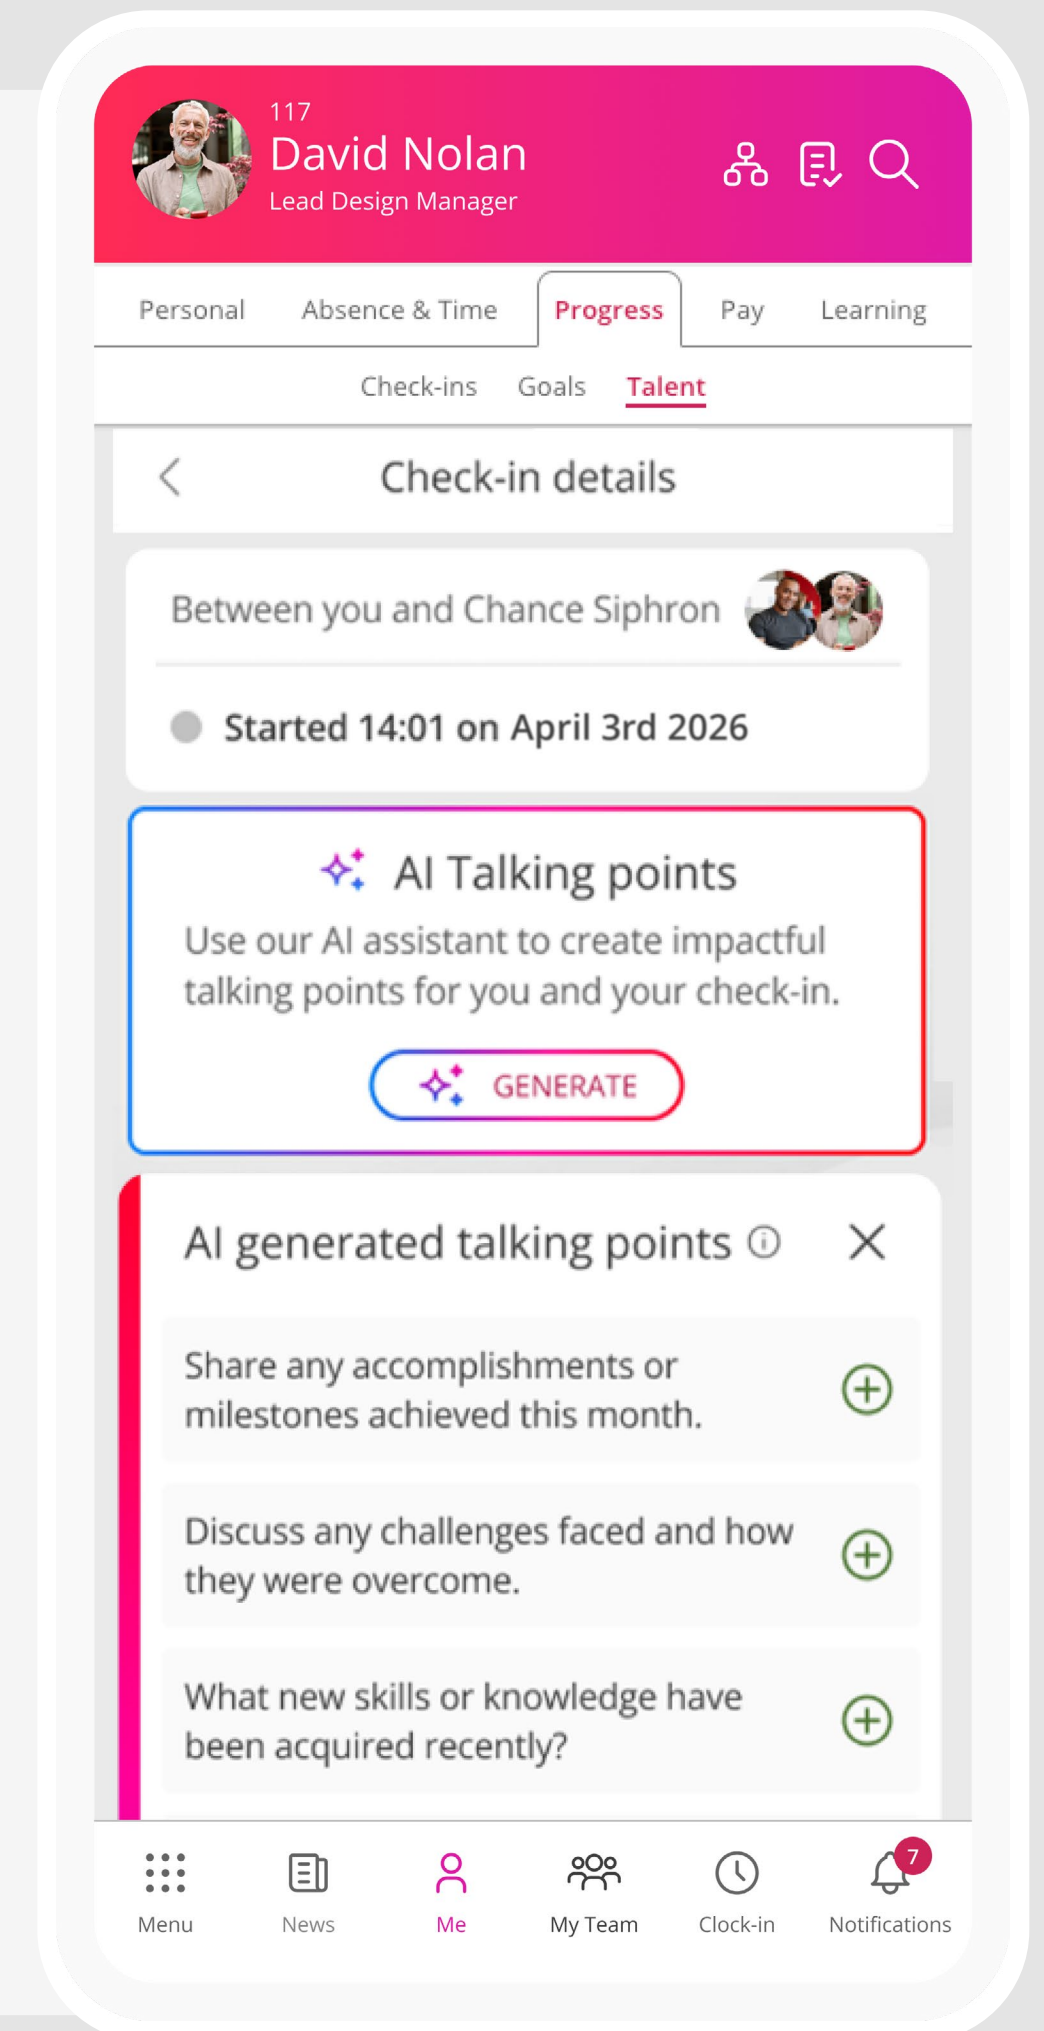 117
David Nolan
Lead Design Manager
Personal Absence & Time Progress Pay Learning
Check-ins Goals Talent
Check-in details
Between you and Chance Siphron
Started 14:01 on April 3rd 2026
AI Talking points
Use our AI assistant to create impactful
talking points for you and your check-in.
GENERATE
AI generated talking points
Share any accomplishments or
milestones achieved this month.
Discuss any challenges faced and how
they were overcome.
What new skills or knowledge have
been acquired recently?
7
Menu News Me My Team Clock-in Notifications